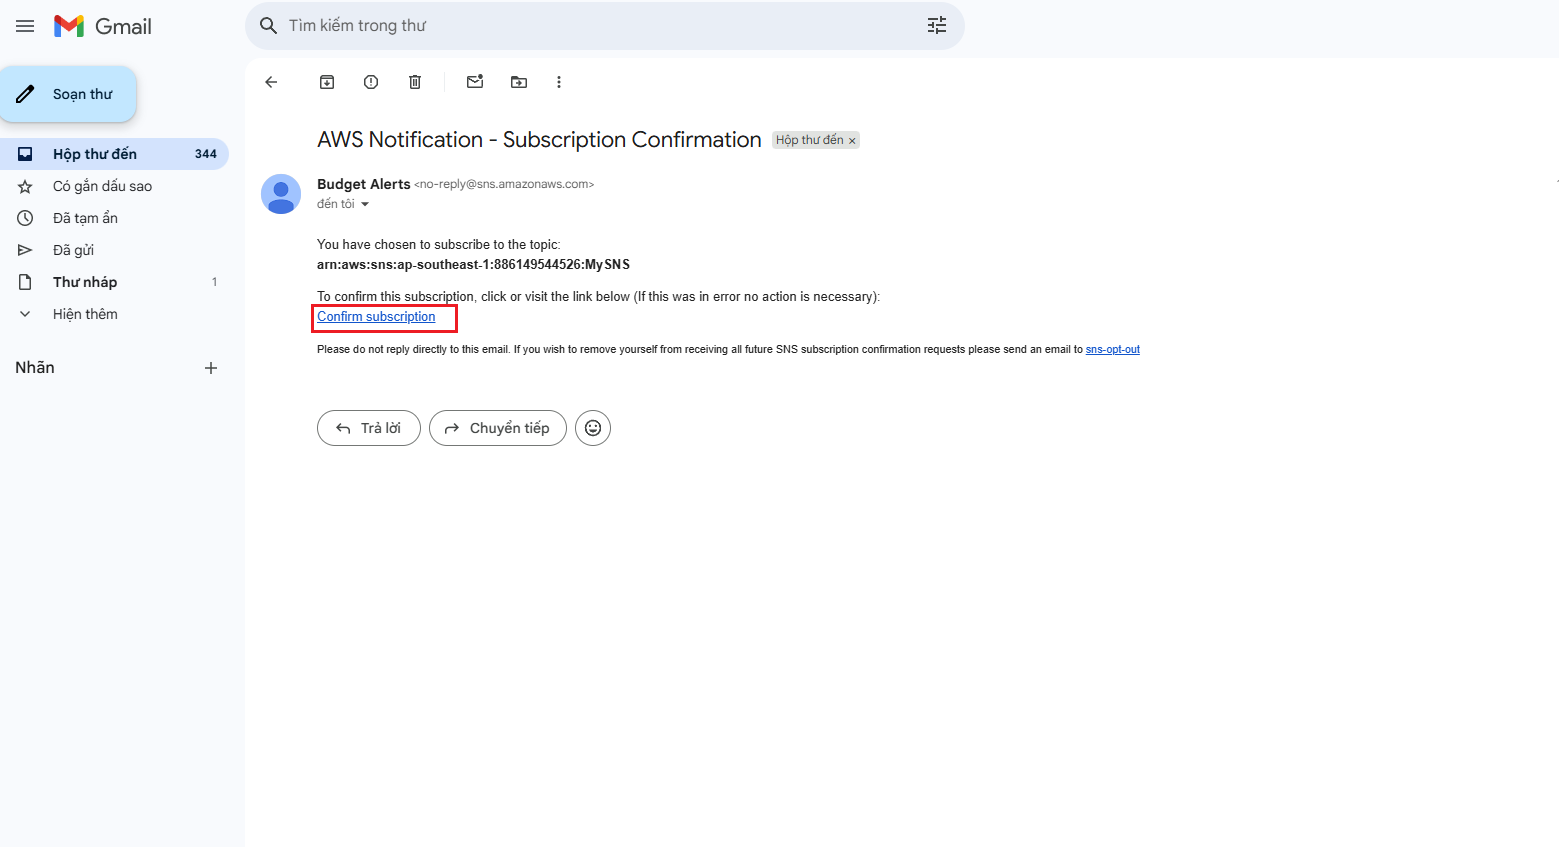 Gmail
Tìm kiếm trong thư
Soạn thư
Hộp thư đến 344
Có gắn dấu sao
Đã tạm ẩn
Đã gửi
Thư nháp 1
Hiện thêm
Nhãn
AWS Notification - Subscription Confirmation Hộp thư đến x
Budget Alerts <no-reply@sns.amazonaws.com>
đến tôi
You have chosen to subscribe to the topic:
arn:aws:sns:ap-southeast-1:886149544526:MySNS
To confirm this subscription, click or visit the link below (If this was in error no action is necessary):
Confirm subscription
Please do not reply directly to this email. If you wish to remove yourself from receiving all future SNS subscription confirmation requests please send an email to sns-opt-out
Trả lời
Chuyển tiếp